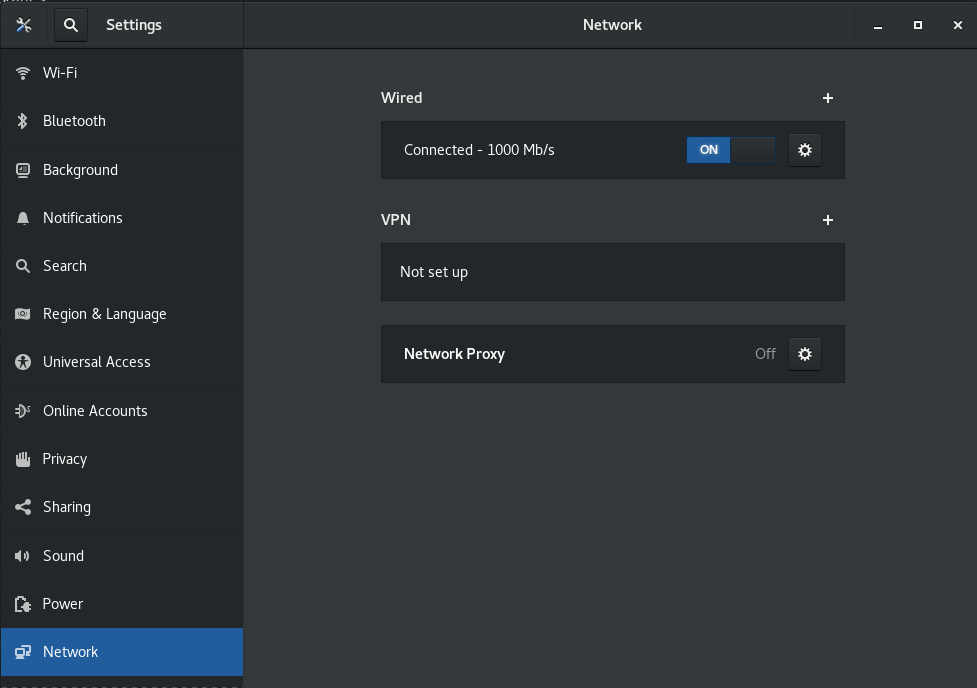 Settings
Network
Wi-Fi
Bluetooth
Background
Notifications
Search
Region & Language
Universal Access
Online Accounts
Privacy
Sharing
Sound
Power
Network
Wired
Connected - 1000 Mb/s ON
VPN
Not set up
Network Proxy Off